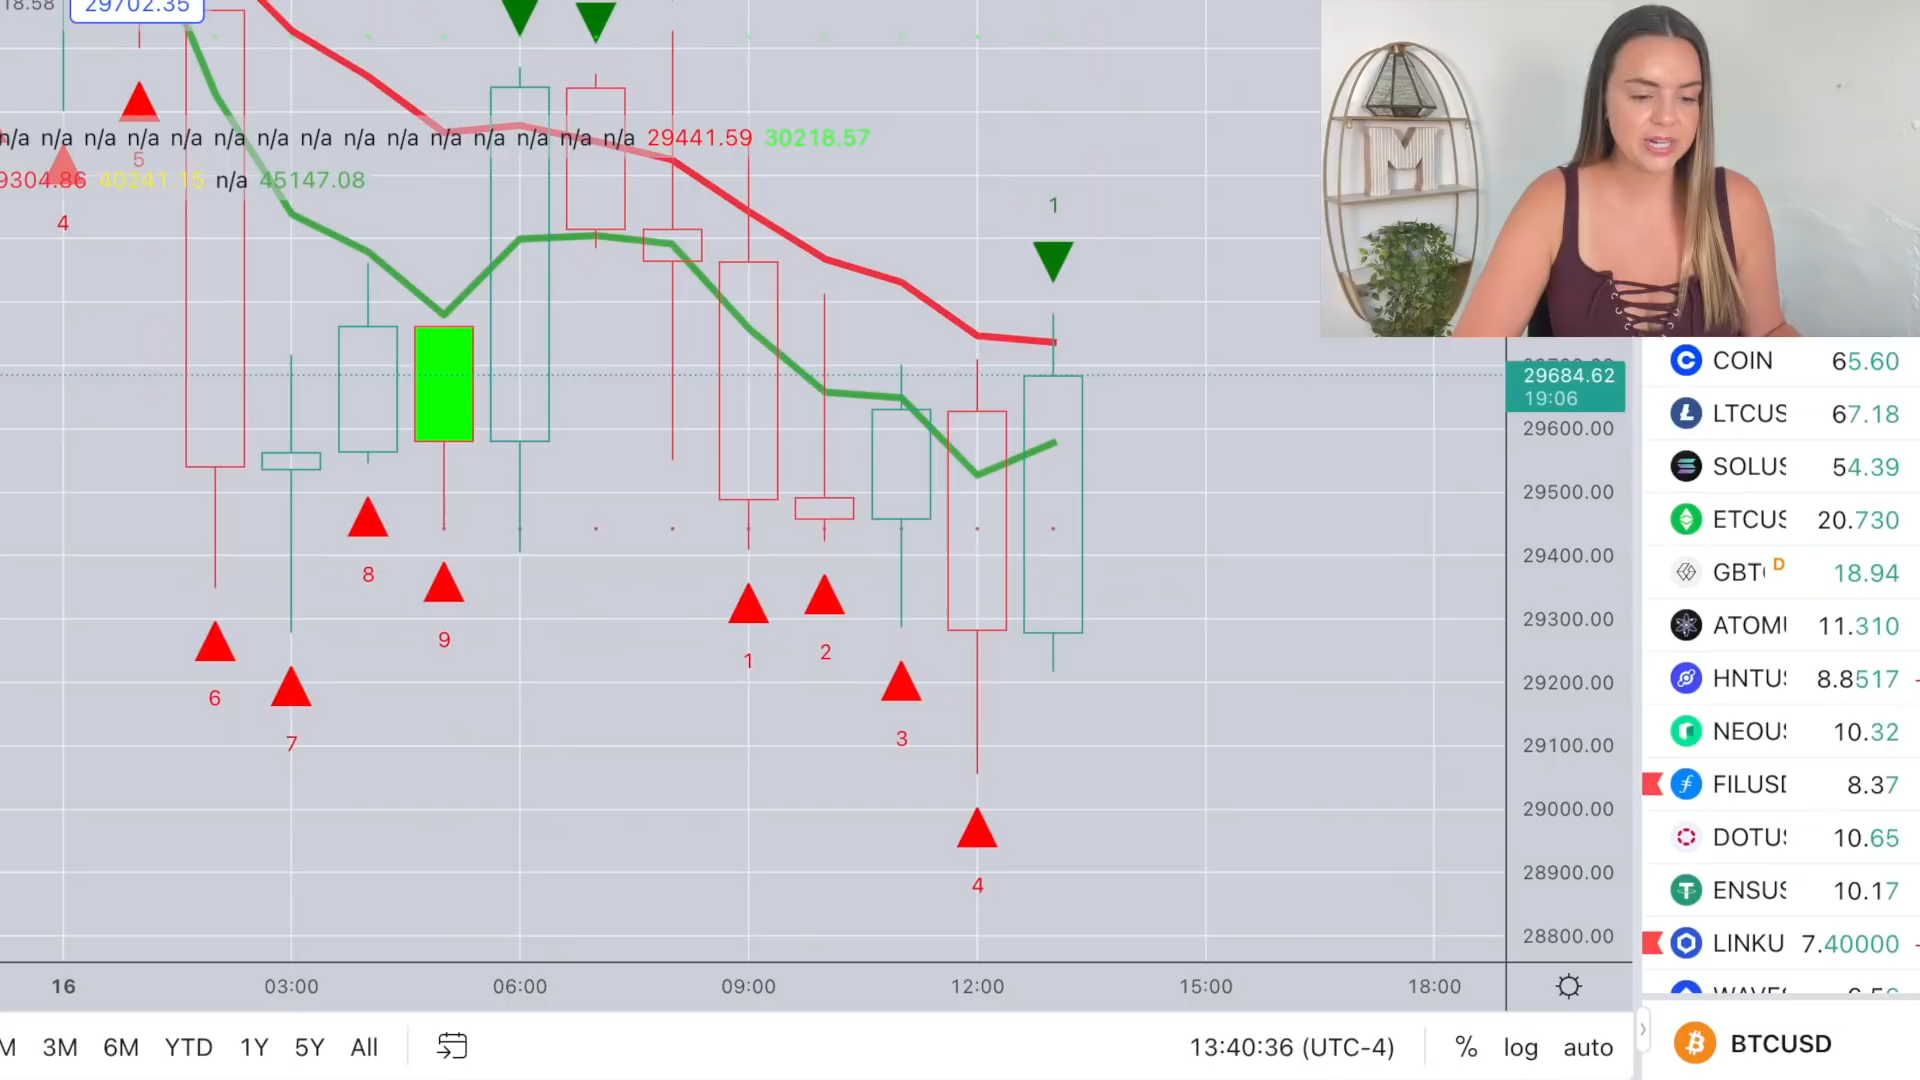 18.58 29702.35
n/a n/a n/a n/a n/a n/a n/a n/a n/a n/a n/a n/a n/a n/a n/a 29441.59 30218.57
9304.86 40241.15 n/a 45147.08
5
4
1
6
7
8
9
1
2
3
4
29684.62
19:06
29600.00
29500.00
29400.00
29300.00
29200.00
29100.00
29000.00
28900.00
28800.00
16 03:00 06:00 09:00 12:00 15:00 18:00
M 3M 6M YTD 1Y 5Y All
13:40:36 (UTC-4) % log auto
COIN 65.60
LTCUS 67.18
SOLUS 54.39
ETCUS 20.730
GBT D 18.94
ATOMU 11.310
HNTUS 8.8517
NEOUS 10.32
FILUSD 8.37
DOTUS 10.65
ENSUS 10.17
LINKU 7.40000
BTCUSD
M